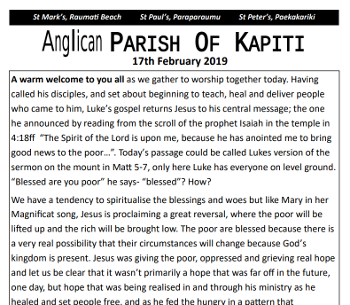 St Mark's, Raumati Beach St Paul's, Paraparaumu St Peter's, Paekakariki
Anglican PARISH OF KAPITI
17th February 2019
A warm welcome to you all as we gather to worship together today. Having
called his disciples, and set about beginning to teach, heal and deliver people
who came to him, Luke's gospel returns Jesus to his central message; the one
he announced by reading from the scroll of the prophet Isaiah in the temple in
4:18ff "The Spirit of the Lord is upon me, because he has anointed me to bring
good news to the poor…". Today's passage could be called Lukes version of the
sermon on the mount in Matt 5-7, only here Luke has everyone on level ground.
"Blessed are you poor" he says- "blessed"? How?
We have a tendency to spiritualise the blessings and woes but like Mary in her
Magnificat song, Jesus is proclaiming a great reversal, where the poor will be
lifted up and the rich will be brought low. The poor are blessed because there is
a very real possibility that their circumstances will change because God's
kingdom is present. Jesus was giving the poor, oppressed and grieving real hope
and let us be clear that it wasn't primarily a hope that was far off in the future,
one day, but hope that was being realised in and through his ministry as he
healed and set people free, and as he fed the hungry in a pattern that